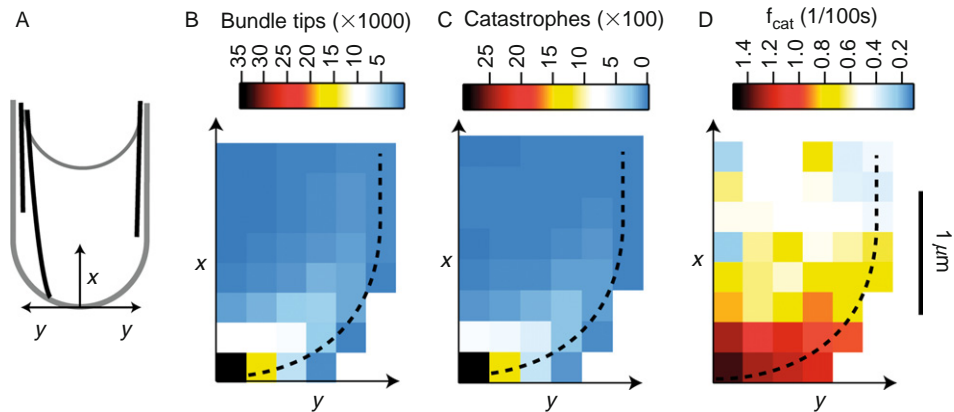 A
x
y
y
B
Bundle tips (×1000)
35
30
25
20
15
10
5
x
C
Catastrophes (×100)
25
20
15
10
5
0
x
y
D
f_cat (1/100s)
1.4
1.2
1.0
0.8
0.6
0.4
0.2
x
y
1 μm